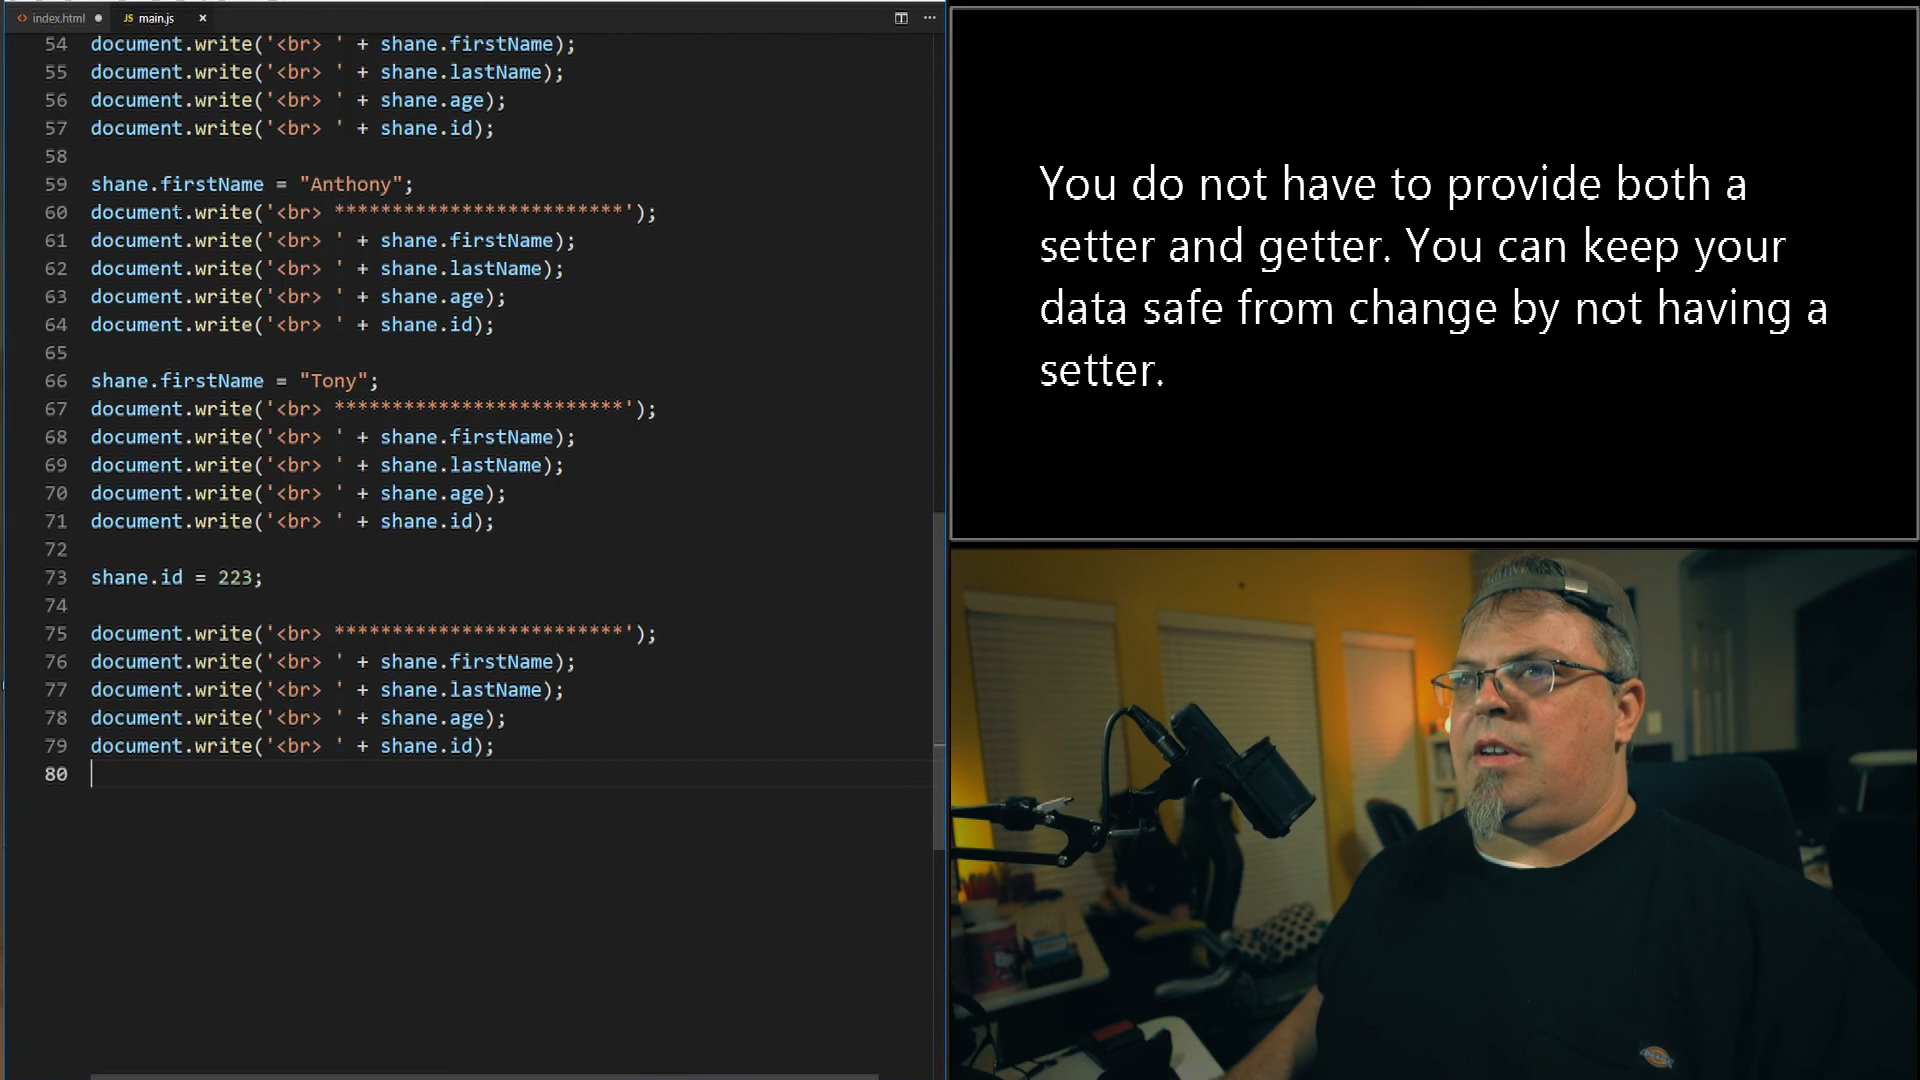 index.html
JS main.js
54 document.write('<br> ' + shane.firstName);
55 document.write('<br> ' + shane.lastName);
56 document.write('<br> ' + shane.age);
57 document.write('<br> ' + shane.id);
58
59 shane.firstName = "Anthony";
60 document.write('<br> *************************');
61 document.write('<br> ' + shane.firstName);
62 document.write('<br> ' + shane.lastName);
63 document.write('<br> ' + shane.age);
64 document.write('<br> ' + shane.id);
65
66 shane.firstName = "Tony";
67 document.write('<br> *************************');
68 document.write('<br> ' + shane.firstName);
69 document.write('<br> ' + shane.lastName);
70 document.write('<br> ' + shane.age);
71 document.write('<br> ' + shane.id);
72
73 shane.id = 223;
74
75 document.write('<br> *************************');
76 document.write('<br> ' + shane.firstName);
77 document.write('<br> ' + shane.lastName);
78 document.write('<br> ' + shane.age);
79 document.write('<br> ' + shane.id);
80
You do not have to provide both a
setter and getter. You can keep your
data safe from change by not having a
setter.